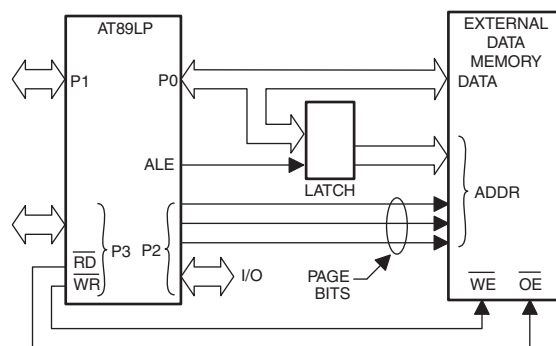 AT89LP
EXTERNAL
DATA
MEMORY
P1
P0
DATA
ALE
LATCH
ADDR
P3
P2
RD
WR
I/O
PAGE
BITS
WE
OE